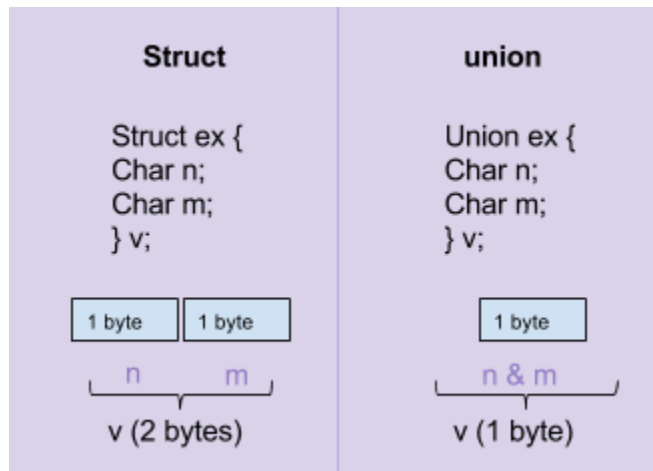 Struct
Struct ex {
Char n;
Char m;
} v;
1 byte 1 byte
n m
v (2 bytes)
union
Union ex {
Char n;
Char m;
} v;
1 byte
n & m
v (1 byte)